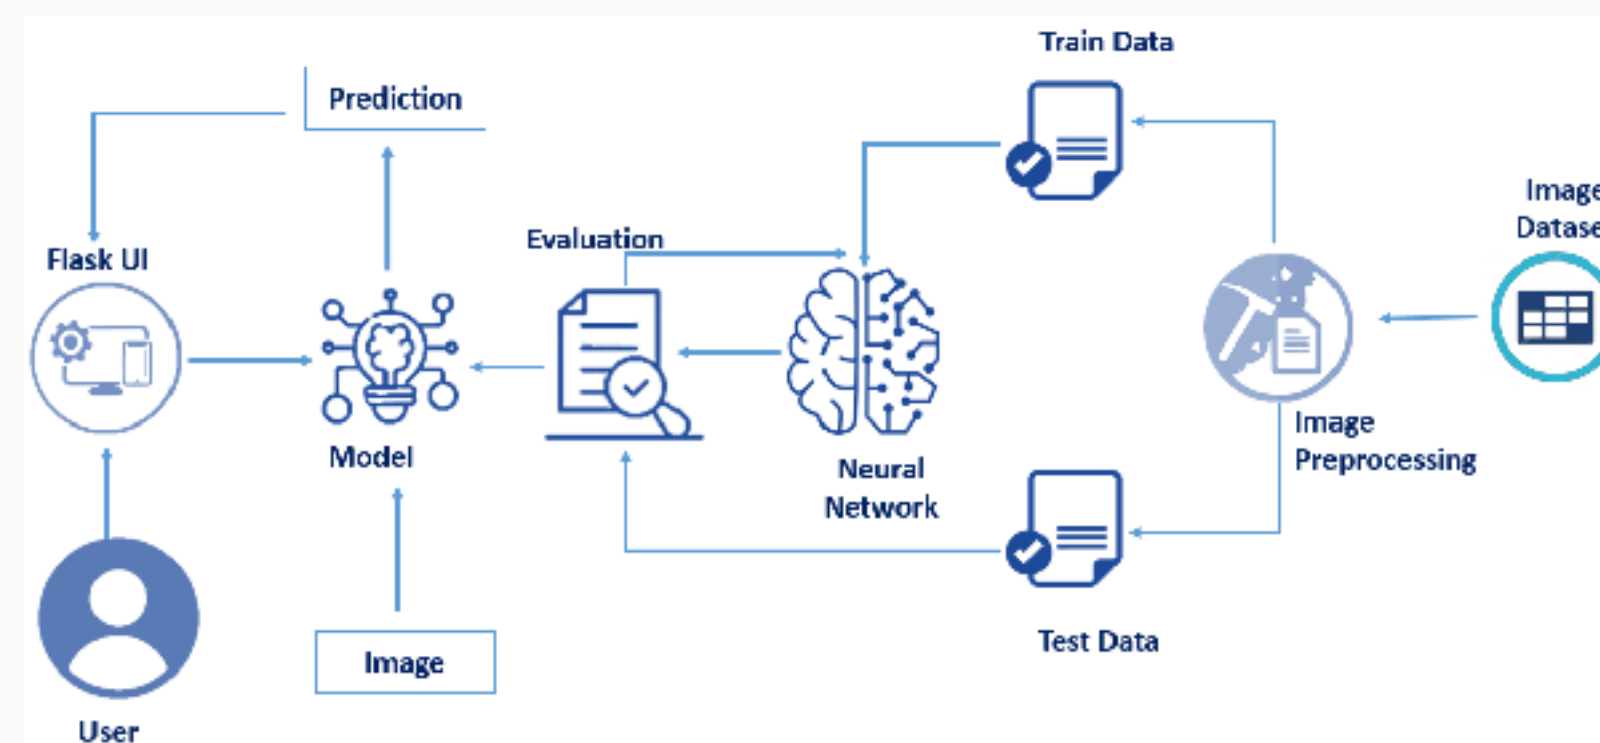 Train Data
Prediction
Image
Datase
Evaluation
Flask UI
Image
Preprocessing
Model
Neural
Network
Test Data
Image
User